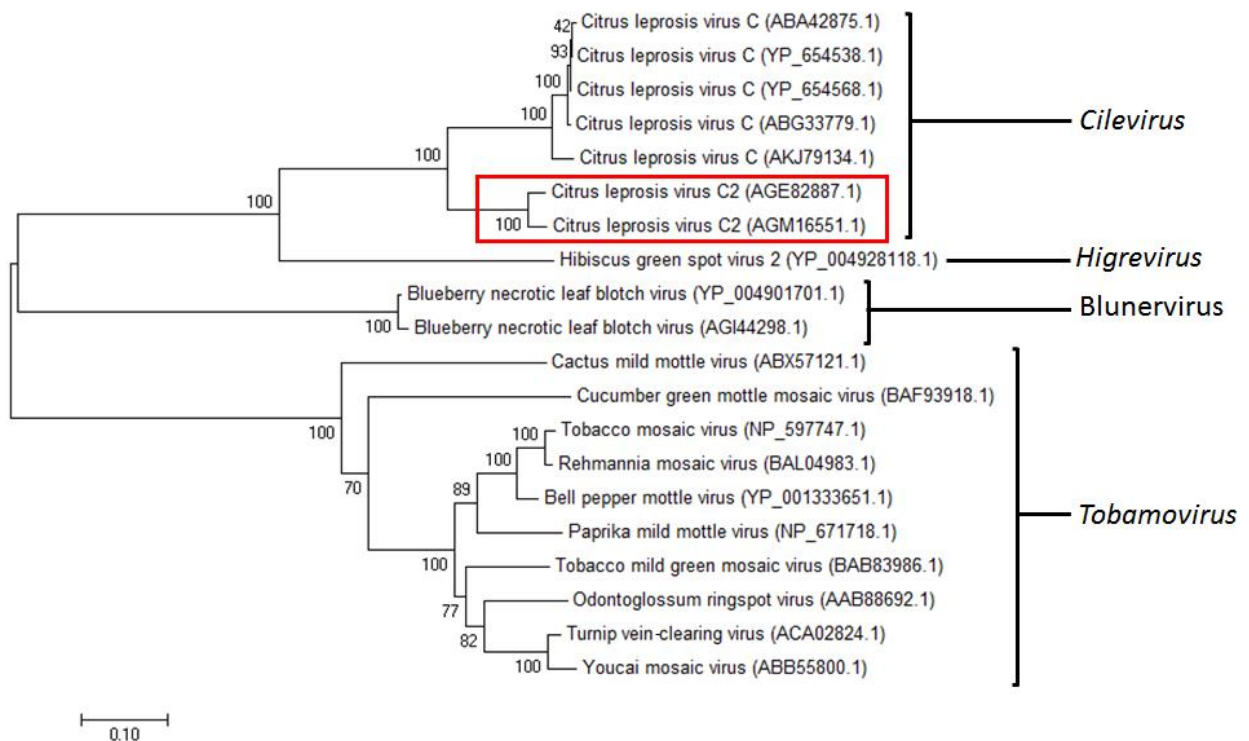 42
Citrus leprosis virus C (ABA42875.1)
93
Citrus leprosis virus C (YP_654538.1)
100
Citrus leprosis virus C (YP_654568.1)
100
Citrus leprosis virus C (ABG33779.1)
Cilevirus
100
Citrus leprosis virus C (AKJ79134.1)
100
Citrus leprosis virus C2 (AGE82887.1)
100
Citrus leprosis virus C2 (AGM16551.1)
Hibiscus green spot virus 2 (YP_004928118.1)
Higrevirus
Blueberry necrotic leaf blotch virus (YP_004901701.1)
Blunervirus
100
Blueberry necrotic leaf blotch virus (AGI44298.1)
Cactus mild mottle virus (ABX57121.1)
Cucumber green mottle mosaic virus (BAF93918.1)
100
100
Tobacco mosaic virus (NP_597747.1)
100
Rehmannia mosaic virus (BAL04983.1)
70
89
Bell pepper mottle virus (YP_001333651.1)
Tobamovirus
Paprika mild mottle virus (NP_671718.1)
100
Tobacco mild green mosaic virus (BAB83986.1)
77
Odontoglossum ringspot virus (AAB88692.1)
82
Turnip vein-clearing virus (ACA02824.1)
100
Youcai mosaic virus (ABB55800.1)
0.10